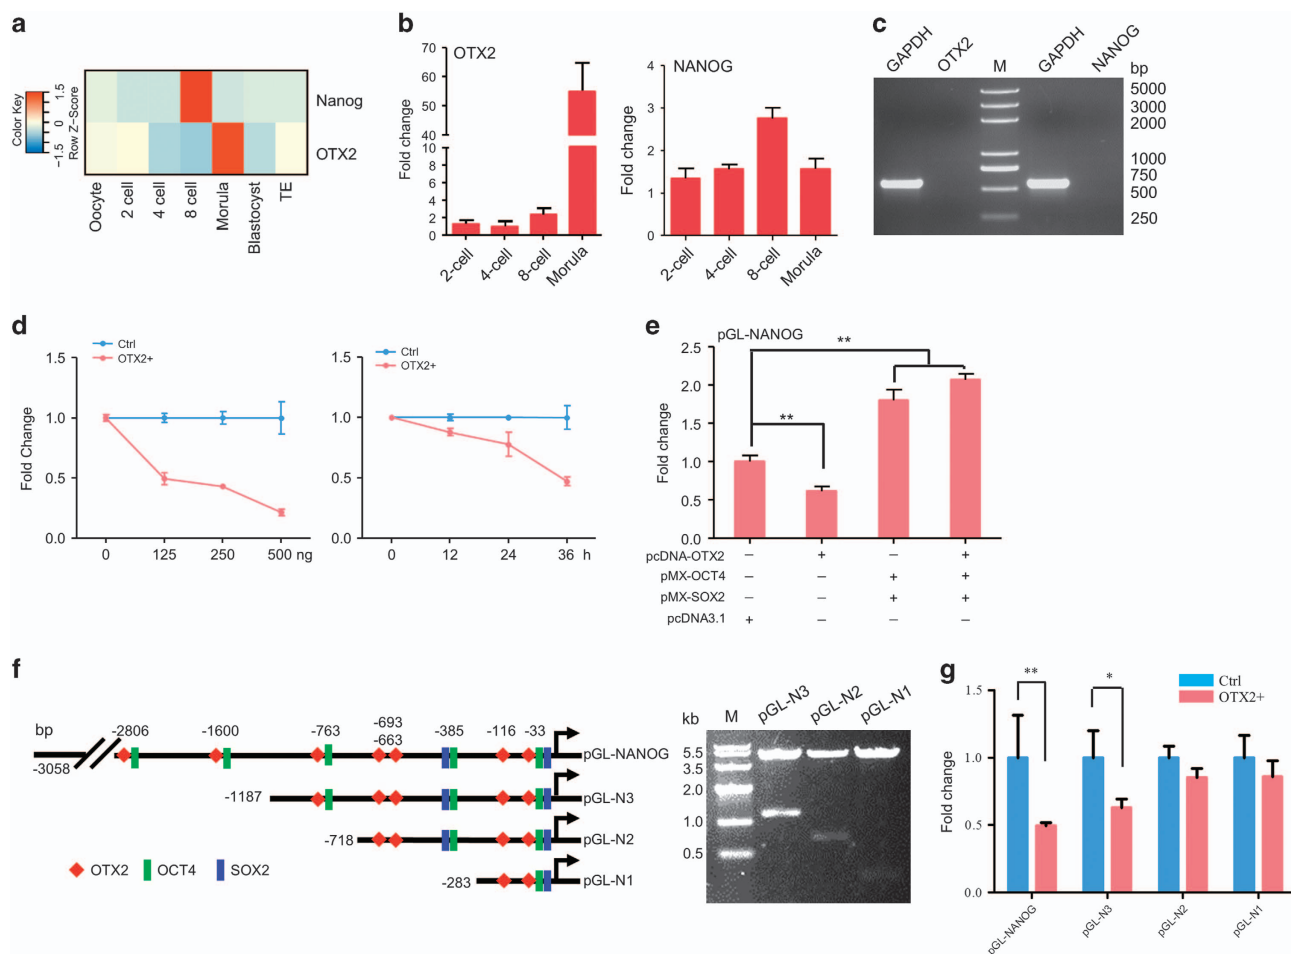 a
Color Key
Row Z-Score
1.5
0
−1.5
Nanog
OTX2
Oocyte
2 cell
4 cell
8 cell
Morula
Blastocyst
TE
b
OTX2
Fold change
70
60
50
40
10
8
6
4
2
0
2-cell
4-cell
8-cell
Morula
NANOG
Fold change
4
3
2
1
0
2-cell
4-cell
8-cell
Morula
c
GAPDH
OTX2
M
GAPDH
NANOG
bp
5000
3000
2000
1000
750
500
250
d
Ctrl
OTX2+
Fold Change
1.5
1.0
0.5
0.0
0 125 250 500 ng
Ctrl
OTX2+
1.5
1.0
0.5
0.0
0 12 24 36 h
e
pGL-NANOG
Fold change
2.5
2.0
1.5
1.0
0.5
0.0
**
**
pcDNA-OTX2 − + − +
pMX-OCT4 − − + +
pMX-SOX2 − − + +
pcDNA3.1 + − − −
f
bp
-3058
-2806 -1600 -763 -693 -663 -385 -116 -33
pGL-NANOG
-1187 pGL-N3
-718 pGL-N2
-283 pGL-N1
OTX2 OCT4 SOX2
kb M pGL-N3 pGL-N2 pGL-N1
5.5
3.5
2.0
1.0
0.5
g
Ctrl
OTX2+
Fold change
1.5
1.0
0.5
0.0
**
*
pGL-NANOG
pGL-N3
pGL-N2
pGL-N1